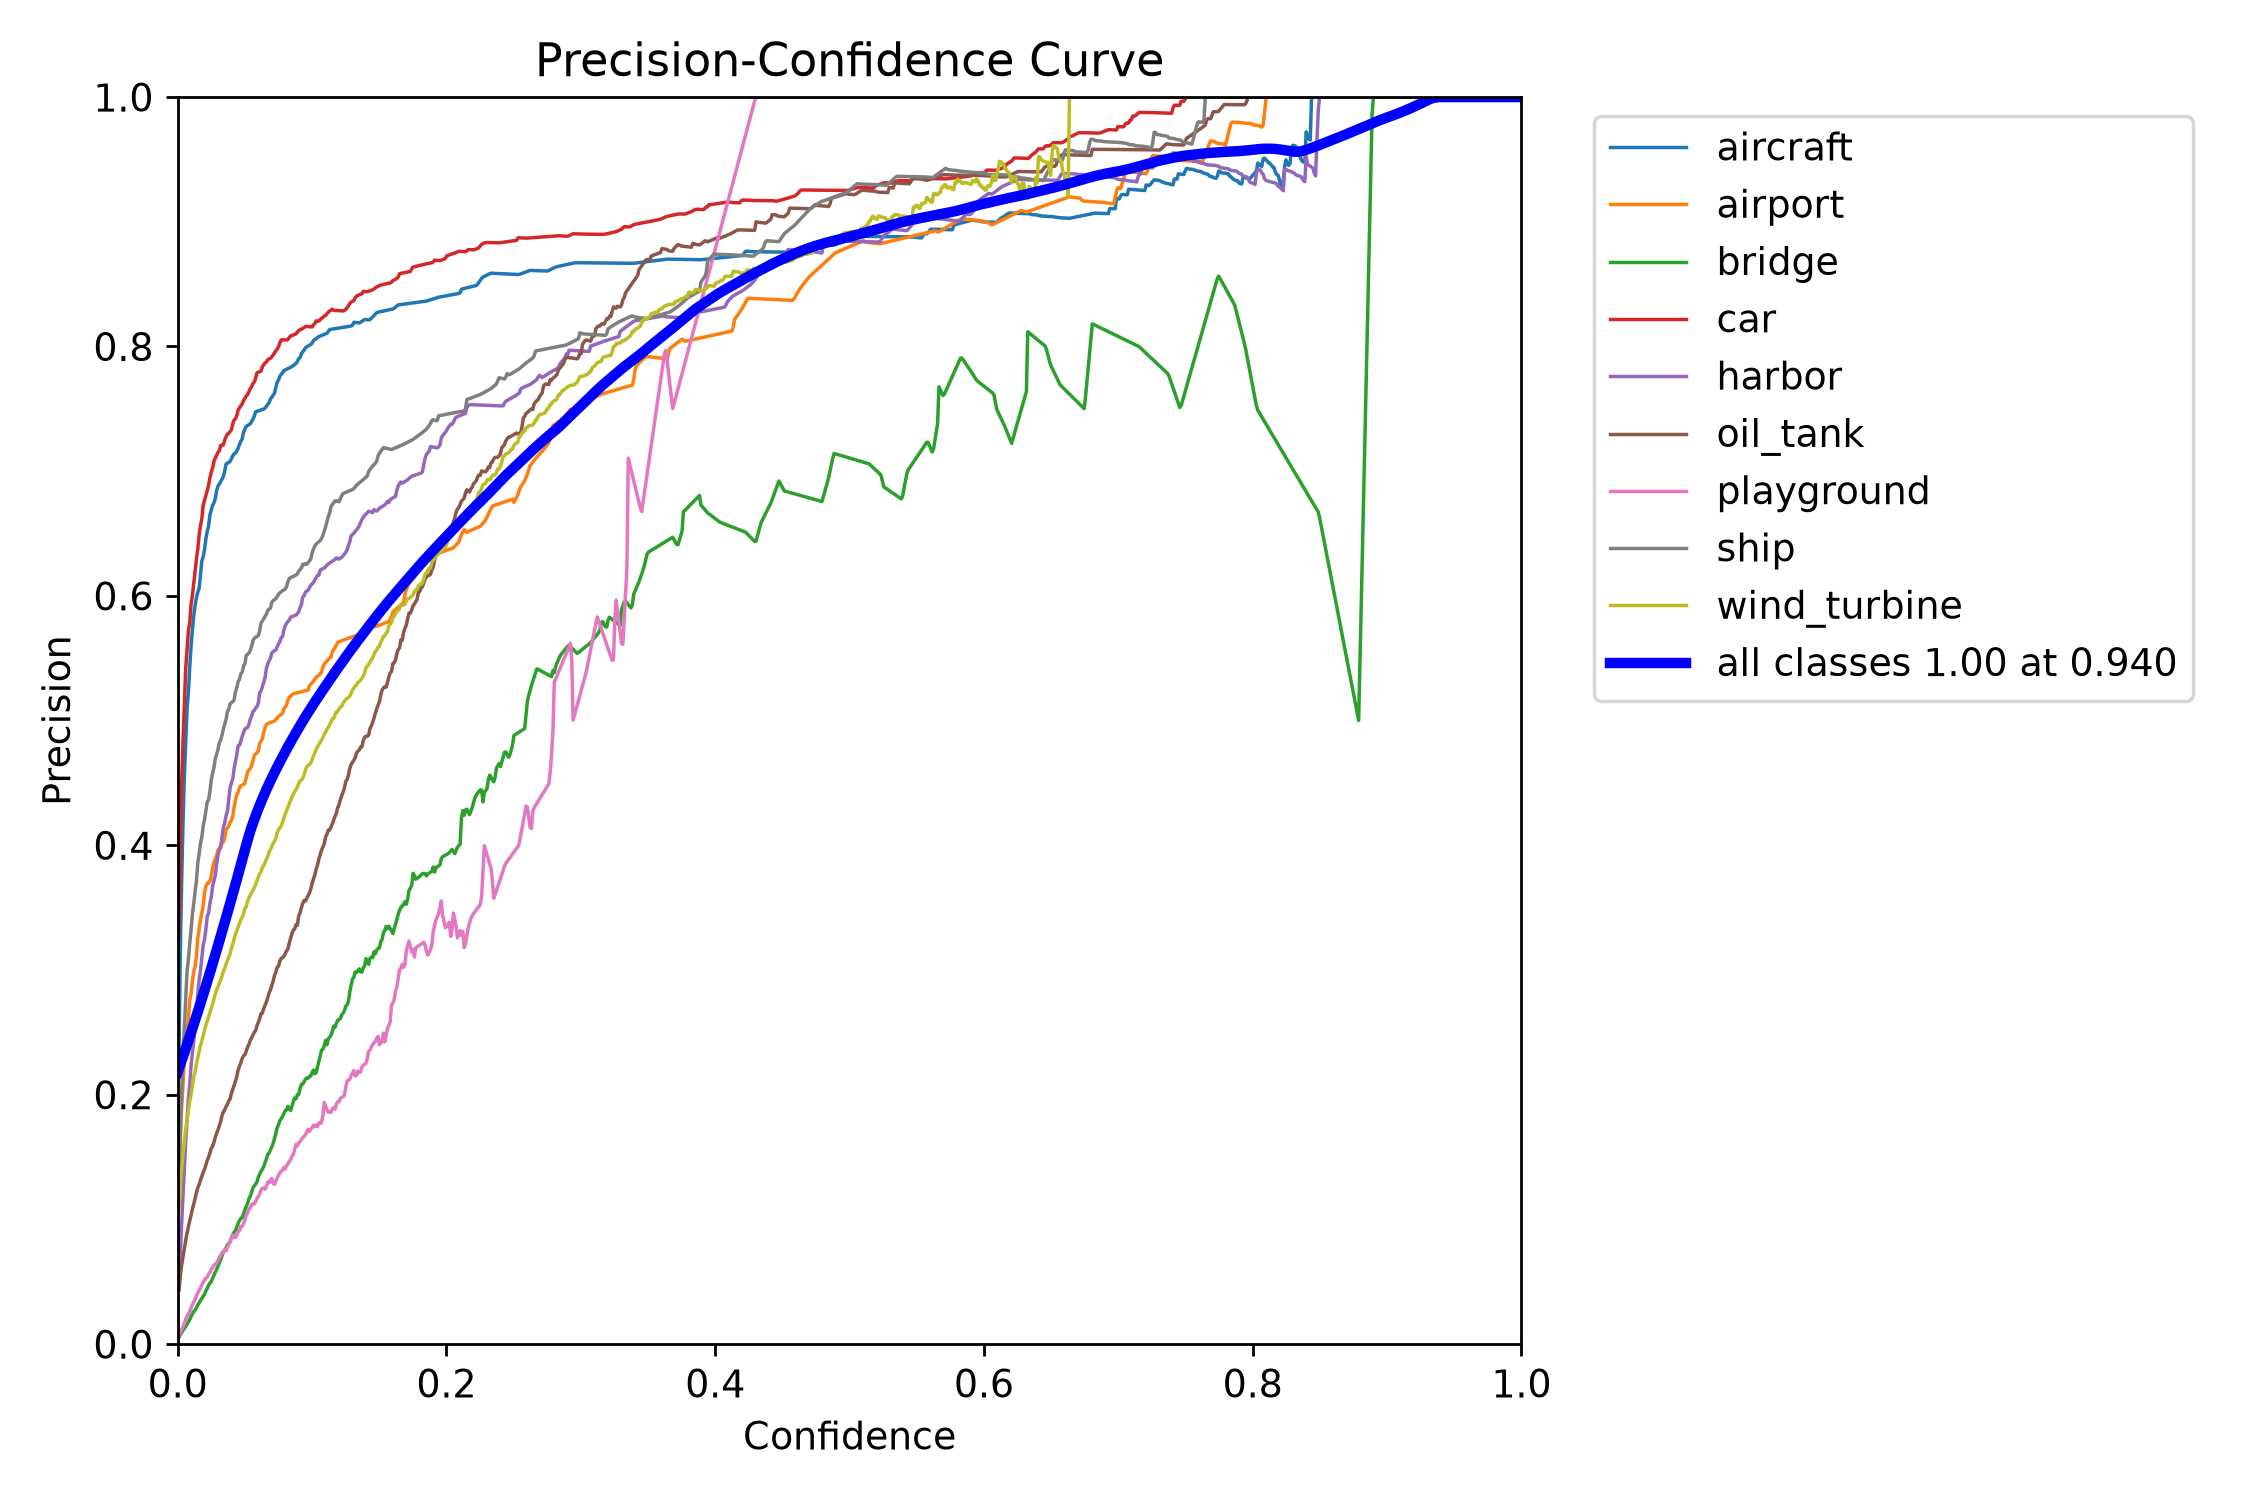 Precision-Confidence Curve
1.0
0.8
0.6
0.4
0.2
0.0
Precision
0.0 0.2 0.4 0.6 0.8 1.0
Confidence
aircraft
airport
bridge
car
harbor
oil_tank
playground
ship
wind_turbine
all classes 1.00 at 0.940